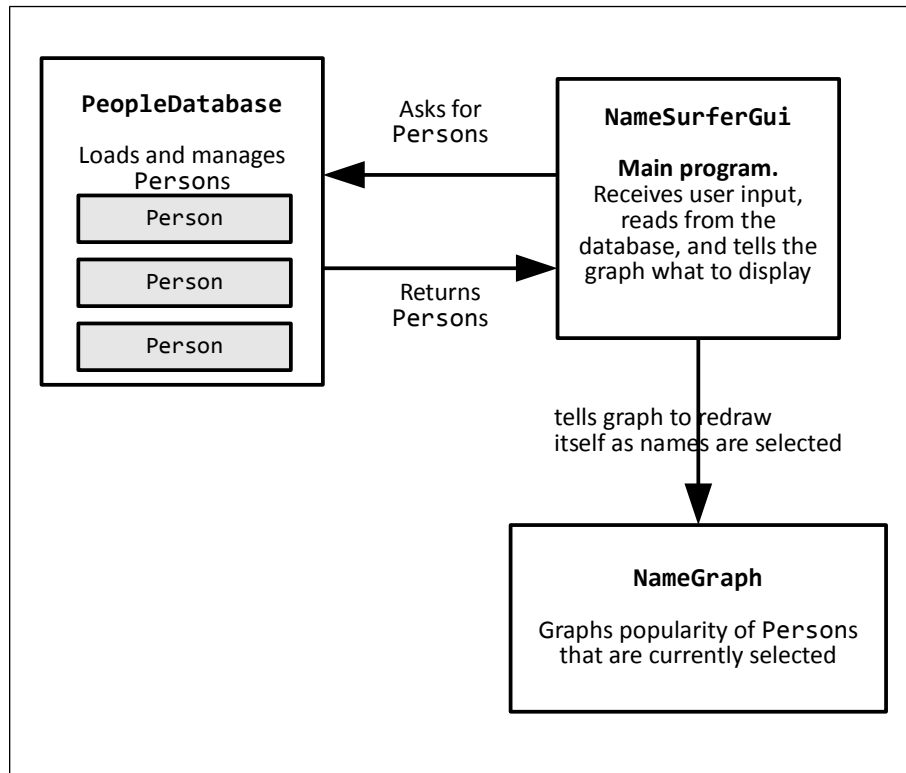 PeopleDatabase
Loads and manages
Persons
Person
Person
Person
Asks for
Persons
Returns
Persons
NameSurferGui
Main program.
Receives user input,
reads from the
database, and tells the
graph what to display
tells graph to redraw
itself as names are selected
NameGraph
Graphs popularity of Persons
that are currently selected